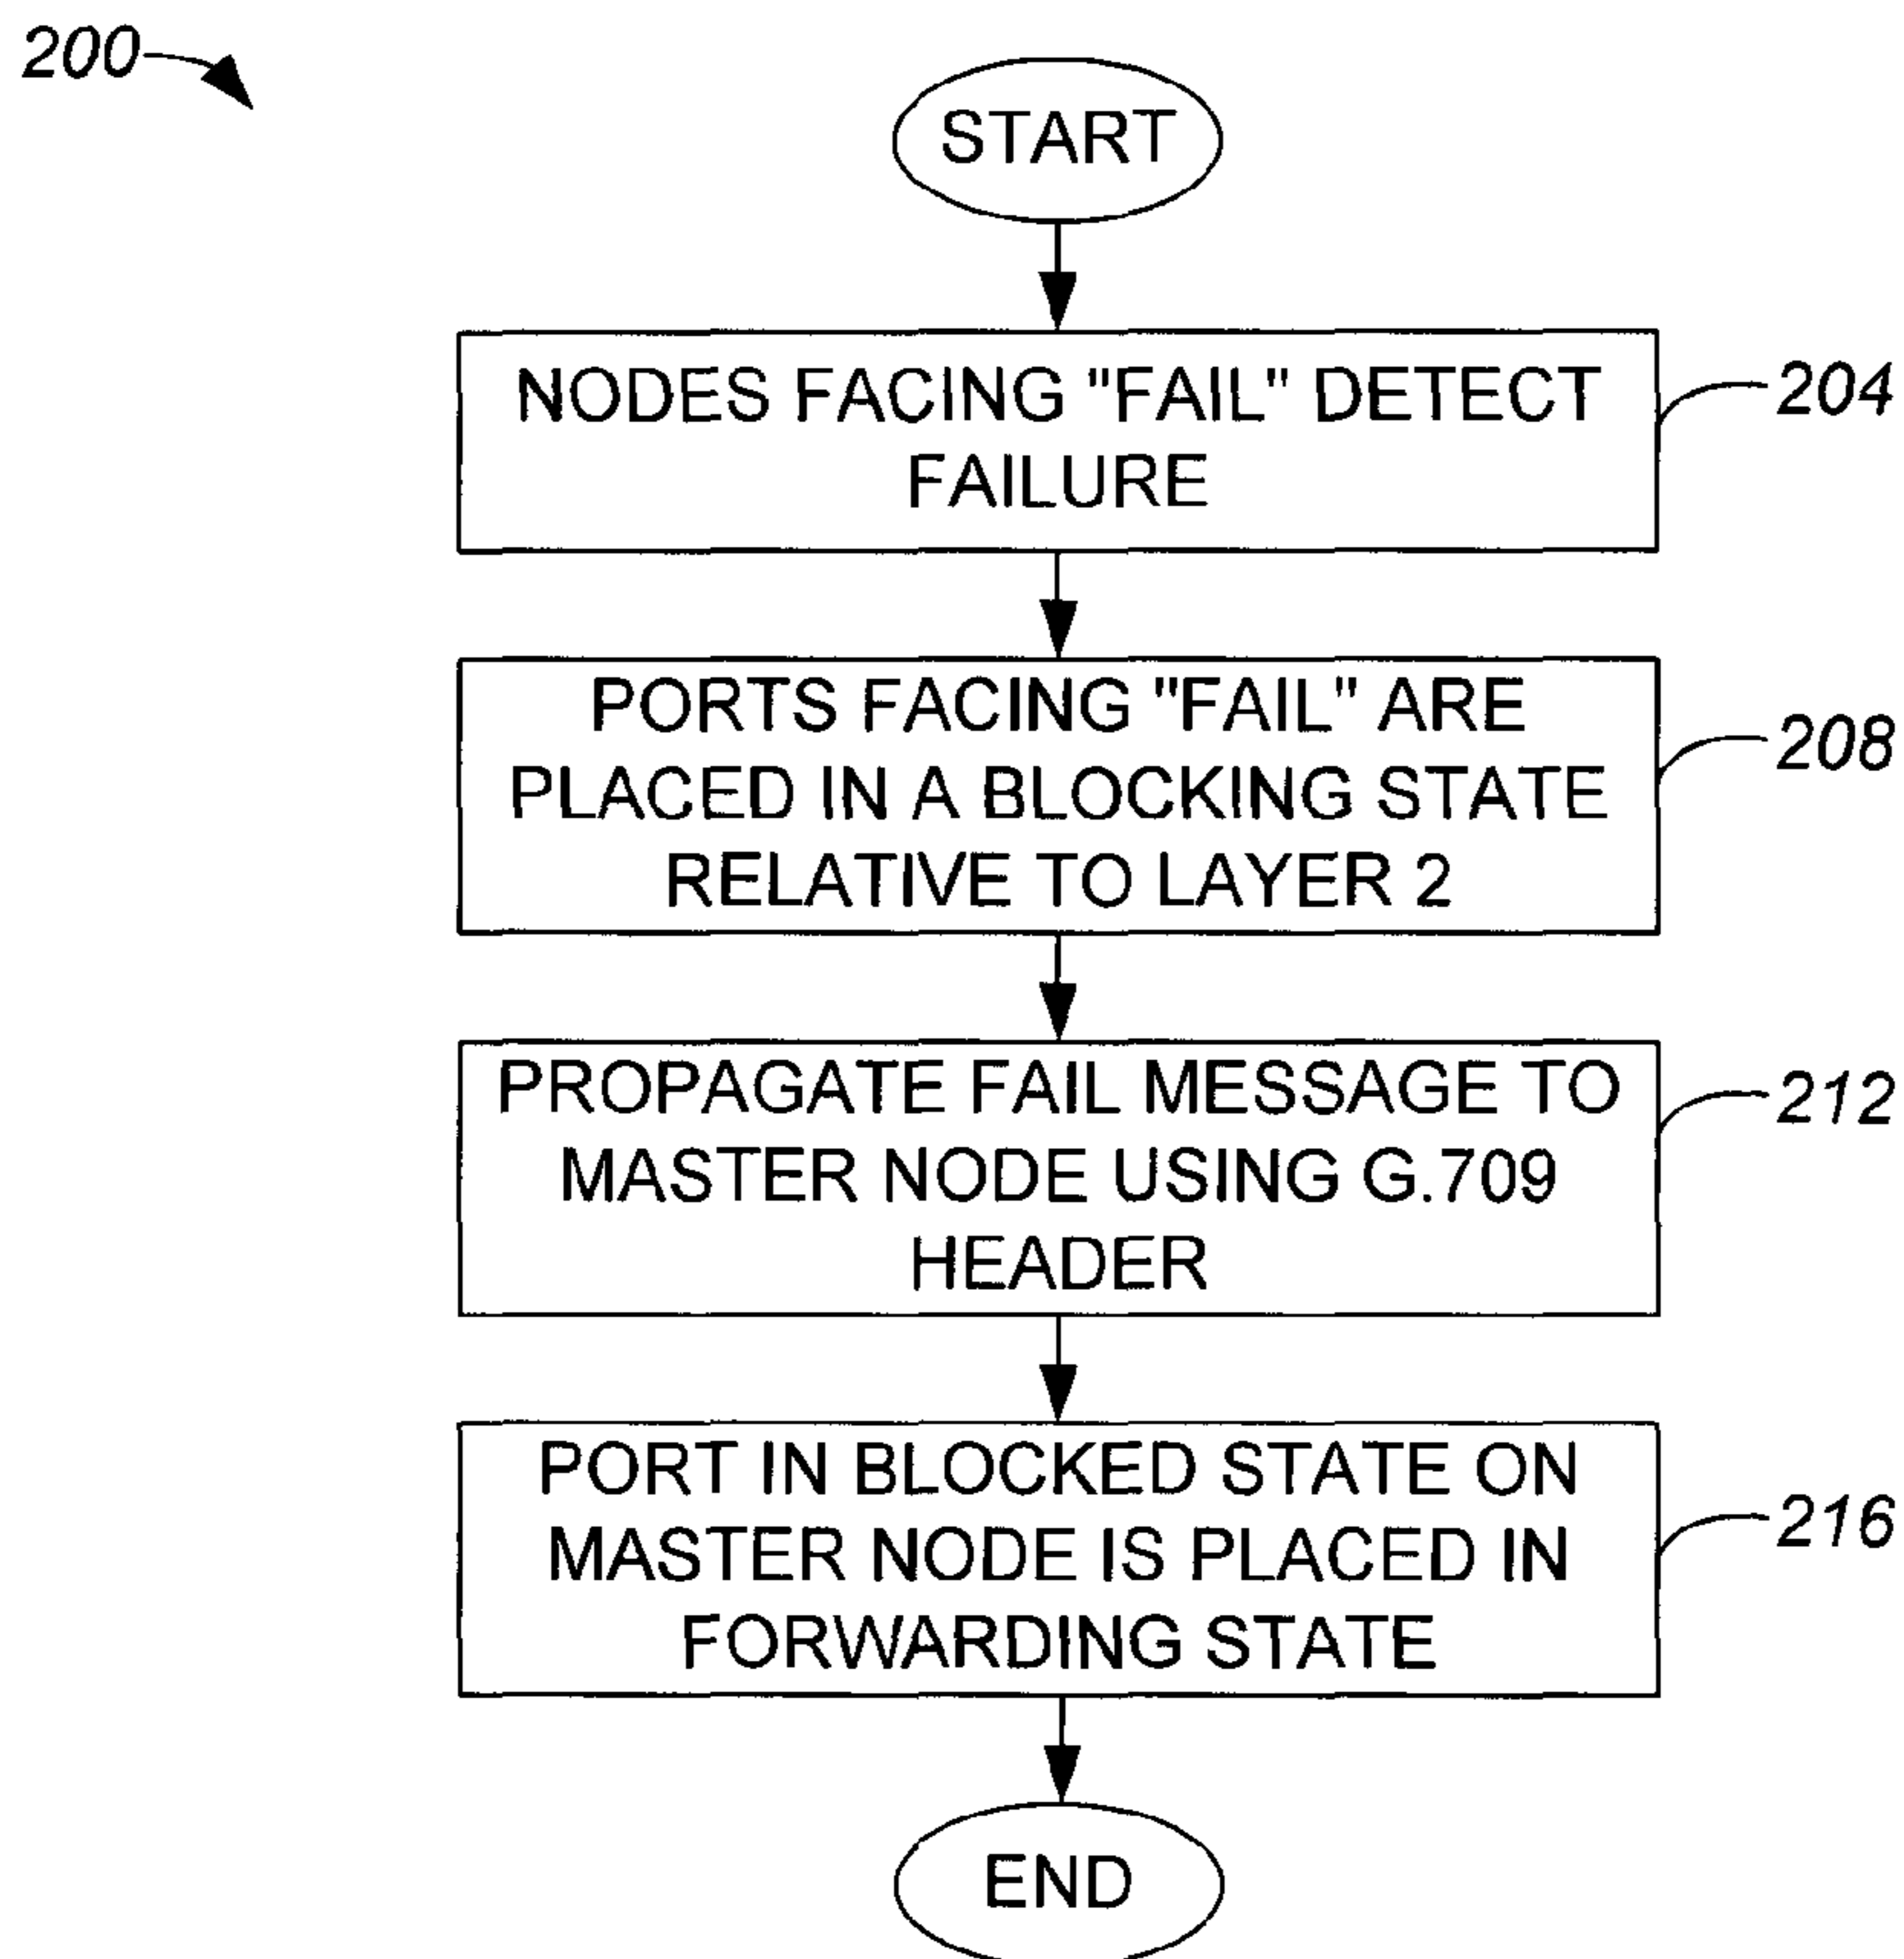 200
START
NODES FACING "FAIL" DETECT
FAILURE
204
PORTS FACING "FAIL" ARE
PLACED IN A BLOCKING STATE
RELATIVE TO LAYER 2
208
PROPAGATE FAIL MESSAGE TO
MASTER NODE USING G.709
HEADER
212
PORT IN BLOCKED STATE ON
MASTER NODE IS PLACED IN
FORWARDING STATE
216
END